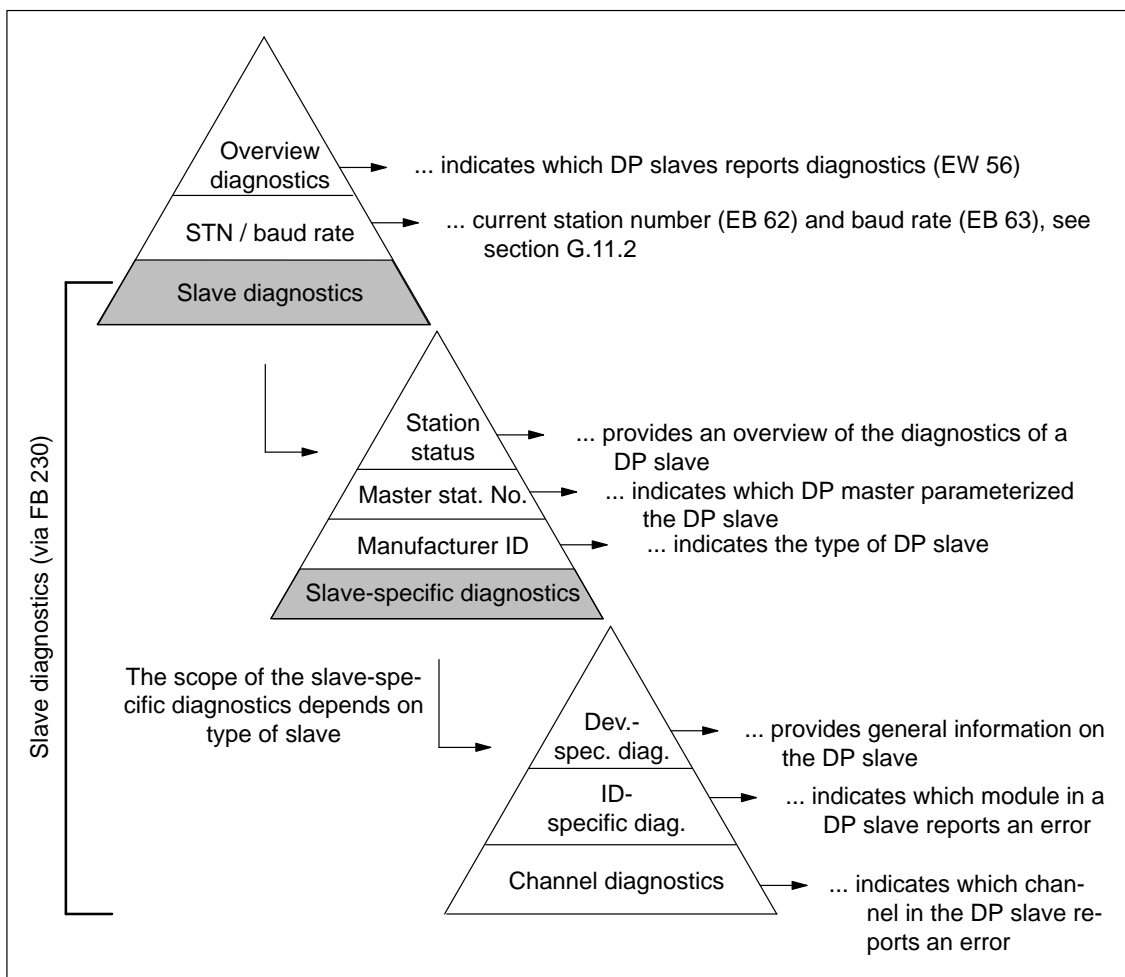 Overview
diagnostics
... indicates which DP slaves reports diagnostics (EW 56)
STN / baud rate
... current station number (EB 62) and baud rate (EB 63), see
section G.11.2
Slave diagnostics
Slave diagnostics (via FB 230)
Station
status
... provides an overview of the diagnostics of a
DP slave
Master stat. No.
... indicates which DP master parameterized
the DP slave
Manufacturer ID
... indicates the type of DP slave
Slave-specific diagnostics
The scope of the slave-spe-
cific diagnostics depends on
type of slave
Dev.-
spec. diag.
... provides general information on
the DP slave
ID-
specific diag.
... indicates which module in a
DP slave reports an error
Channel diagnostics
... indicates which chan-
nel in the DP slave re-
ports an error